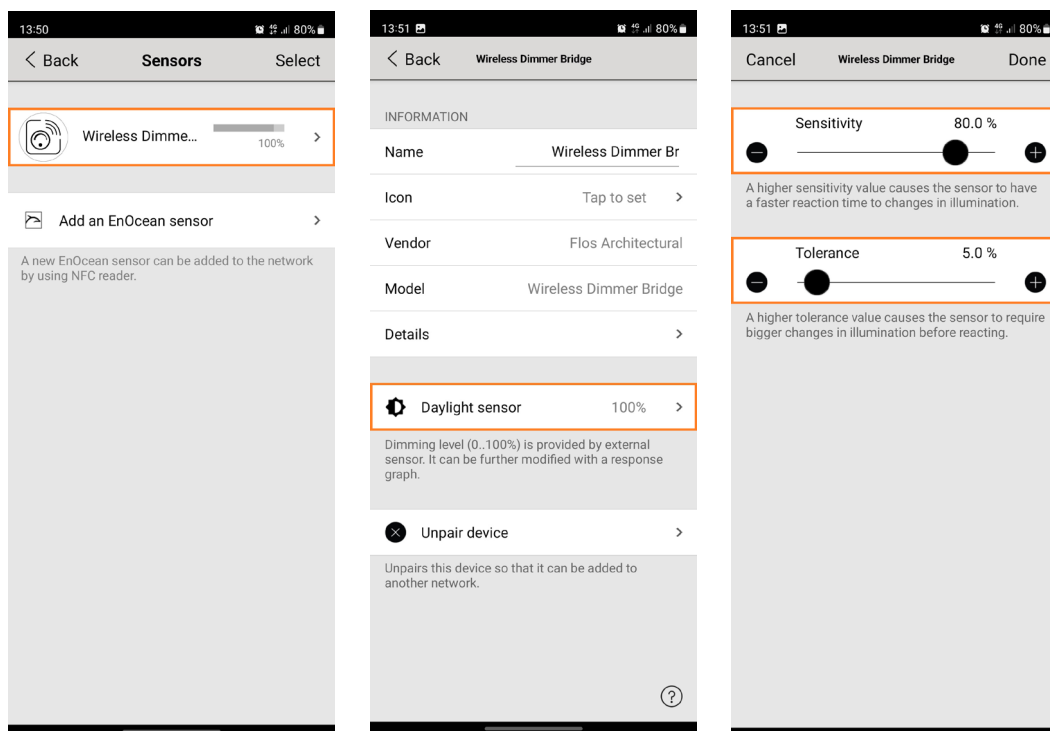 13:50 4G 80%
Back Sensors Select
Wireless Dimme... 100%
Add an EnOcean sensor
A new EnOcean sensor can be added to the network
by using NFC reader.
13:51 4G 80%
Back Wireless Dimmer Bridge
INFORMATION
Name Wireless Dimmer Br
Icon Tap to set
Vendor Flos Architectural
Model Wireless Dimmer Bridge
Details
Daylight sensor 100%
Dimming level (0..100%) is provided by external
sensor. It can be further modified with a response
graph.
Unpair device
Unpairs this device so that it can be added to
another network.
?
13:51 4G 80%
Cancel Wireless Dimmer Bridge Done
Sensitivity 80.0 %
A higher sensitivity value causes the sensor to have
a faster reaction time to changes in illumination.
Tolerance 5.0 %
A higher tolerance value causes the sensor to require
bigger changes in illumination before reacting.